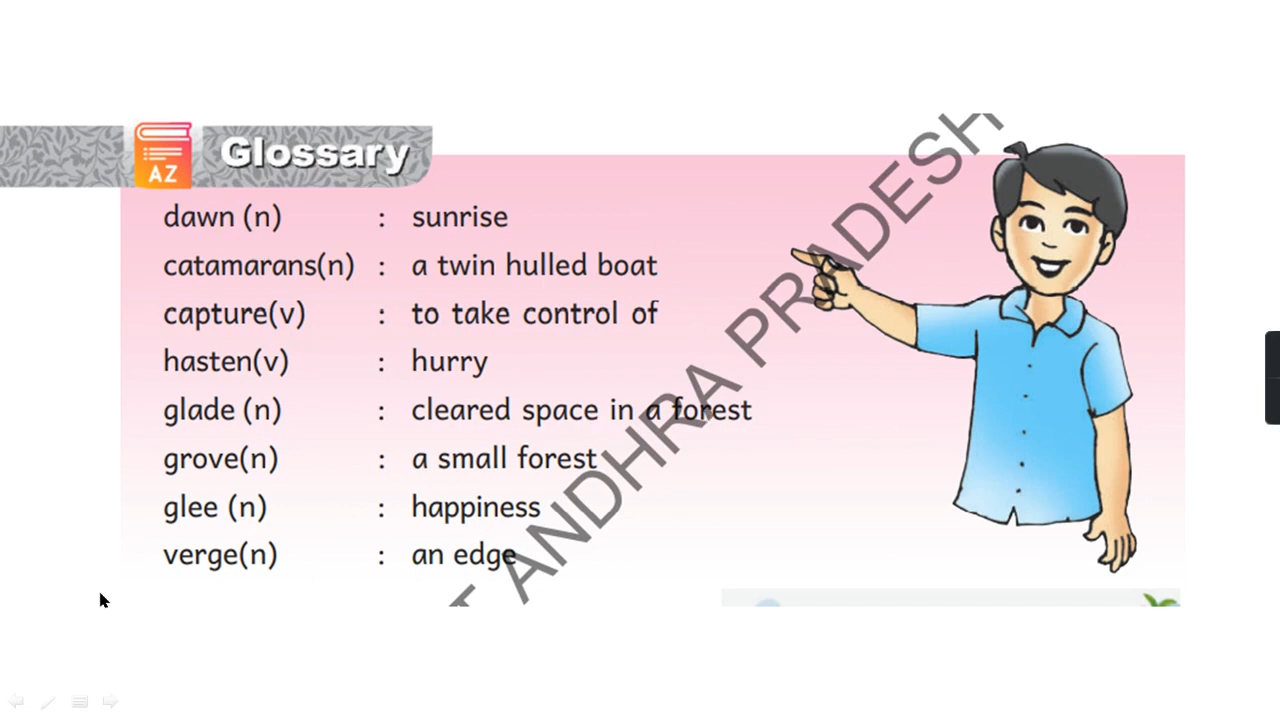 AZ
Glossary
dawn (n) : sunrise
catamarans(n) : a twin hulled boat
capture(v) : to take control of
hasten(v) : hurry
glade (n) : cleared space in a forest
grove(n) : a small forest
glee (n) : happiness
verge(n) : an edge
T ANDHRA PRADESH